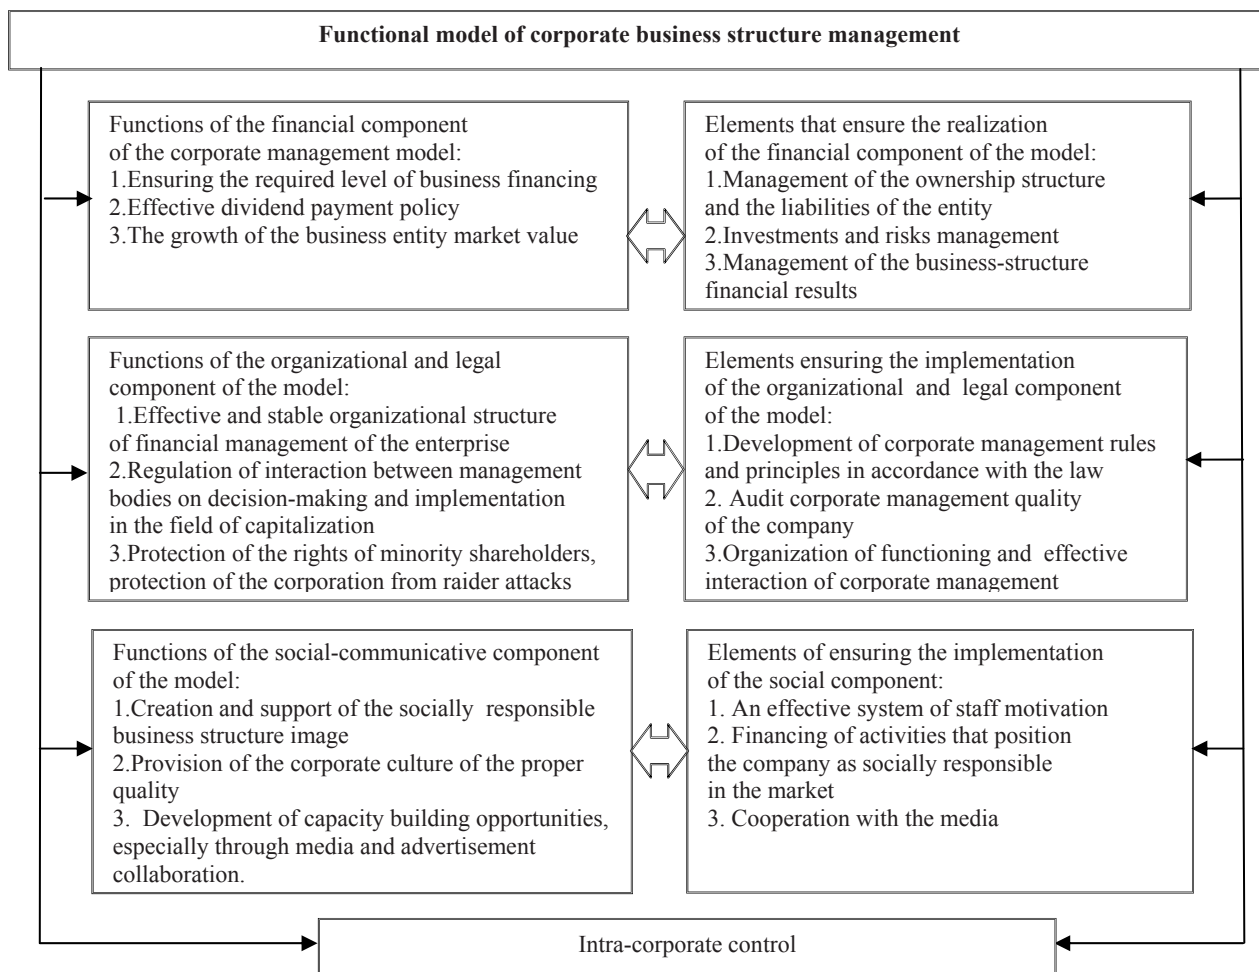 Functional model of corporate business structure management
Functions of the financial component
of the corporate management model:
1.Ensuring the required level of business financing
2.Effective dividend payment policy
3.The growth of the business entity market value
Elements that ensure the realization
of the financial component of the model:
1.Management of the ownership structure
and the liabilities of the entity
2.Investments and risks management
3.Management of the business-structure
financial results
Functions of the organizational and legal
component of the model:
1.Effective and stable organizational structure
of financial management of the enterprise
2.Regulation of interaction between management
bodies on decision-making and implementation
in the field of capitalization
3.Protection of the rights of minority shareholders,
protection of the corporation from raider attacks
Elements ensuring the implementation
of the organizational and legal component
of the model:
1.Development of corporate management rules
and principles in accordance with the law
2. Audit corporate management quality
of the company
3.Organization of functioning and effective
interaction of corporate management
Functions of the social-communicative component
of the model:
1.Creation and support of the socially responsible
business structure image
2.Provision of the corporate culture of the proper
quality
3. Development of capacity building opportunities,
especially through media and advertisement
collaboration.
Elements of ensuring the implementation
of the social component:
1. An effective system of staff motivation
2. Financing of activities that position
the company as socially responsible
in the market
3. Cooperation with the media
Intra-corporate control